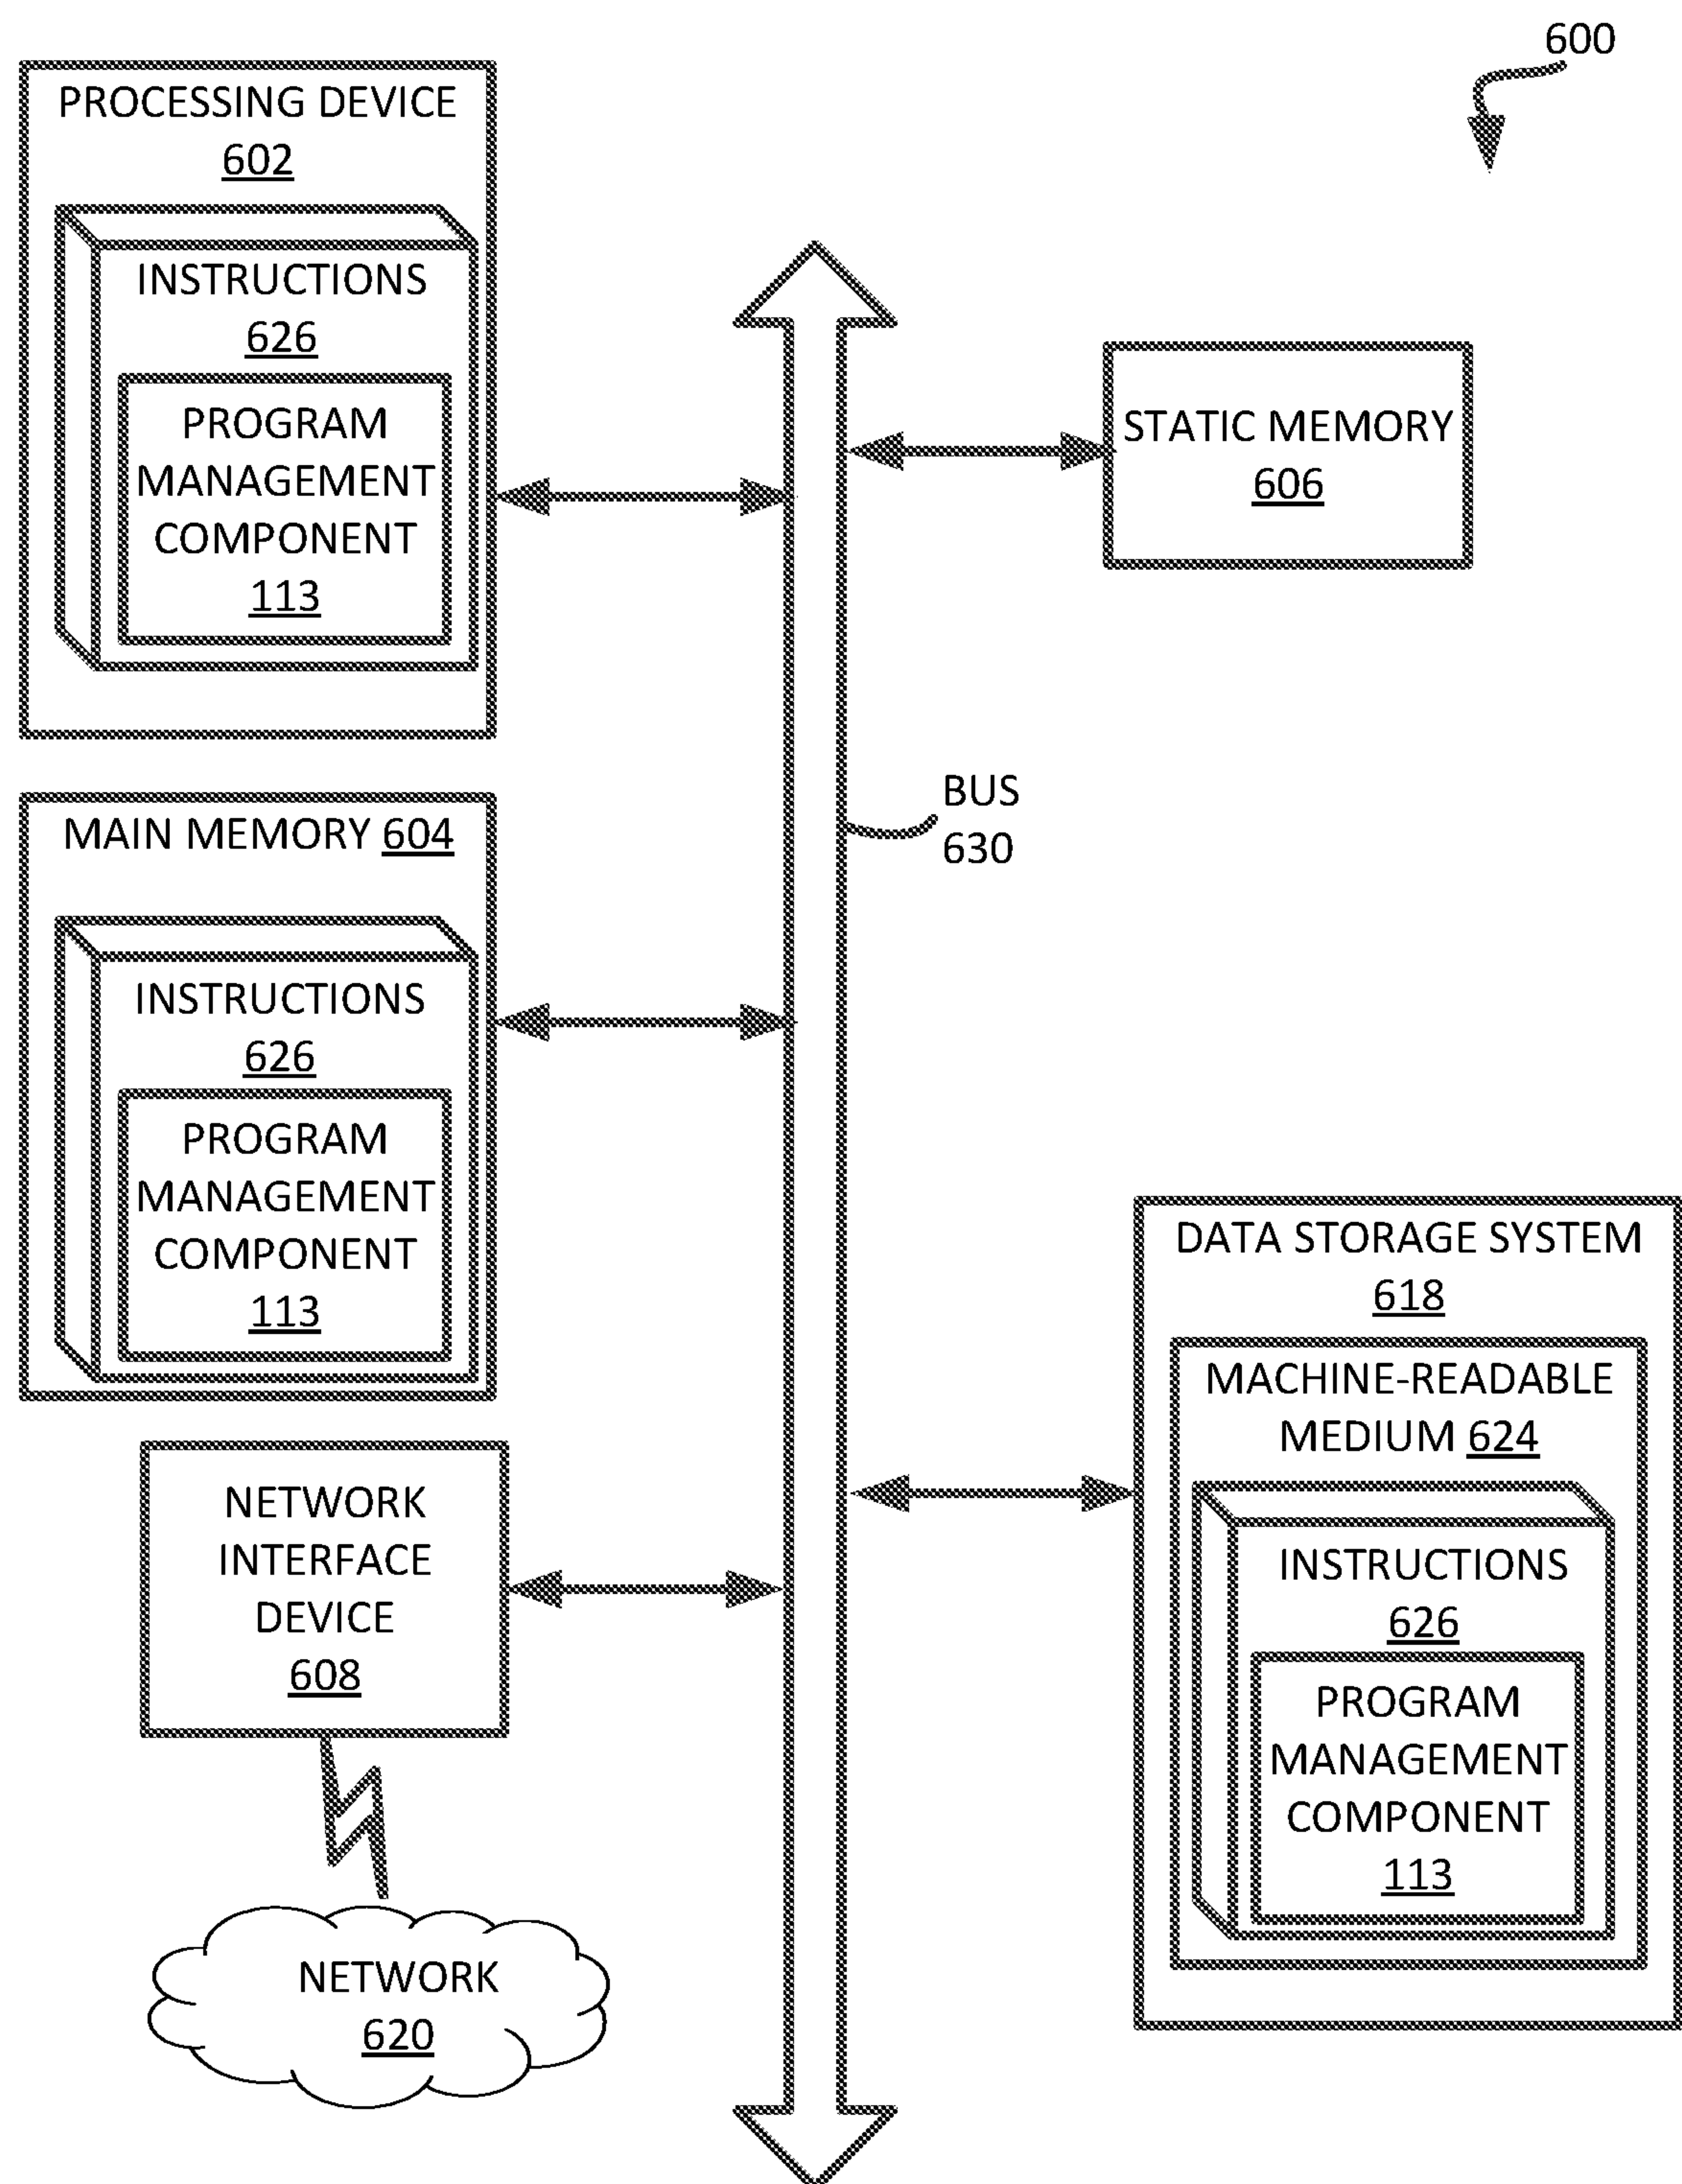 600
PROCESSING DEVICE
602
INSTRUCTIONS
626
PROGRAM
MANAGEMENT
COMPONENT
113
STATIC MEMORY
606
BUS
630
MAIN MEMORY 604
INSTRUCTIONS
626
PROGRAM
MANAGEMENT
COMPONENT
113
NETWORK
INTERFACE
DEVICE
608
NETWORK
620
DATA STORAGE SYSTEM
618
MACHINE-READABLE
MEDIUM 624
INSTRUCTIONS
626
PROGRAM
MANAGEMENT
COMPONENT
113